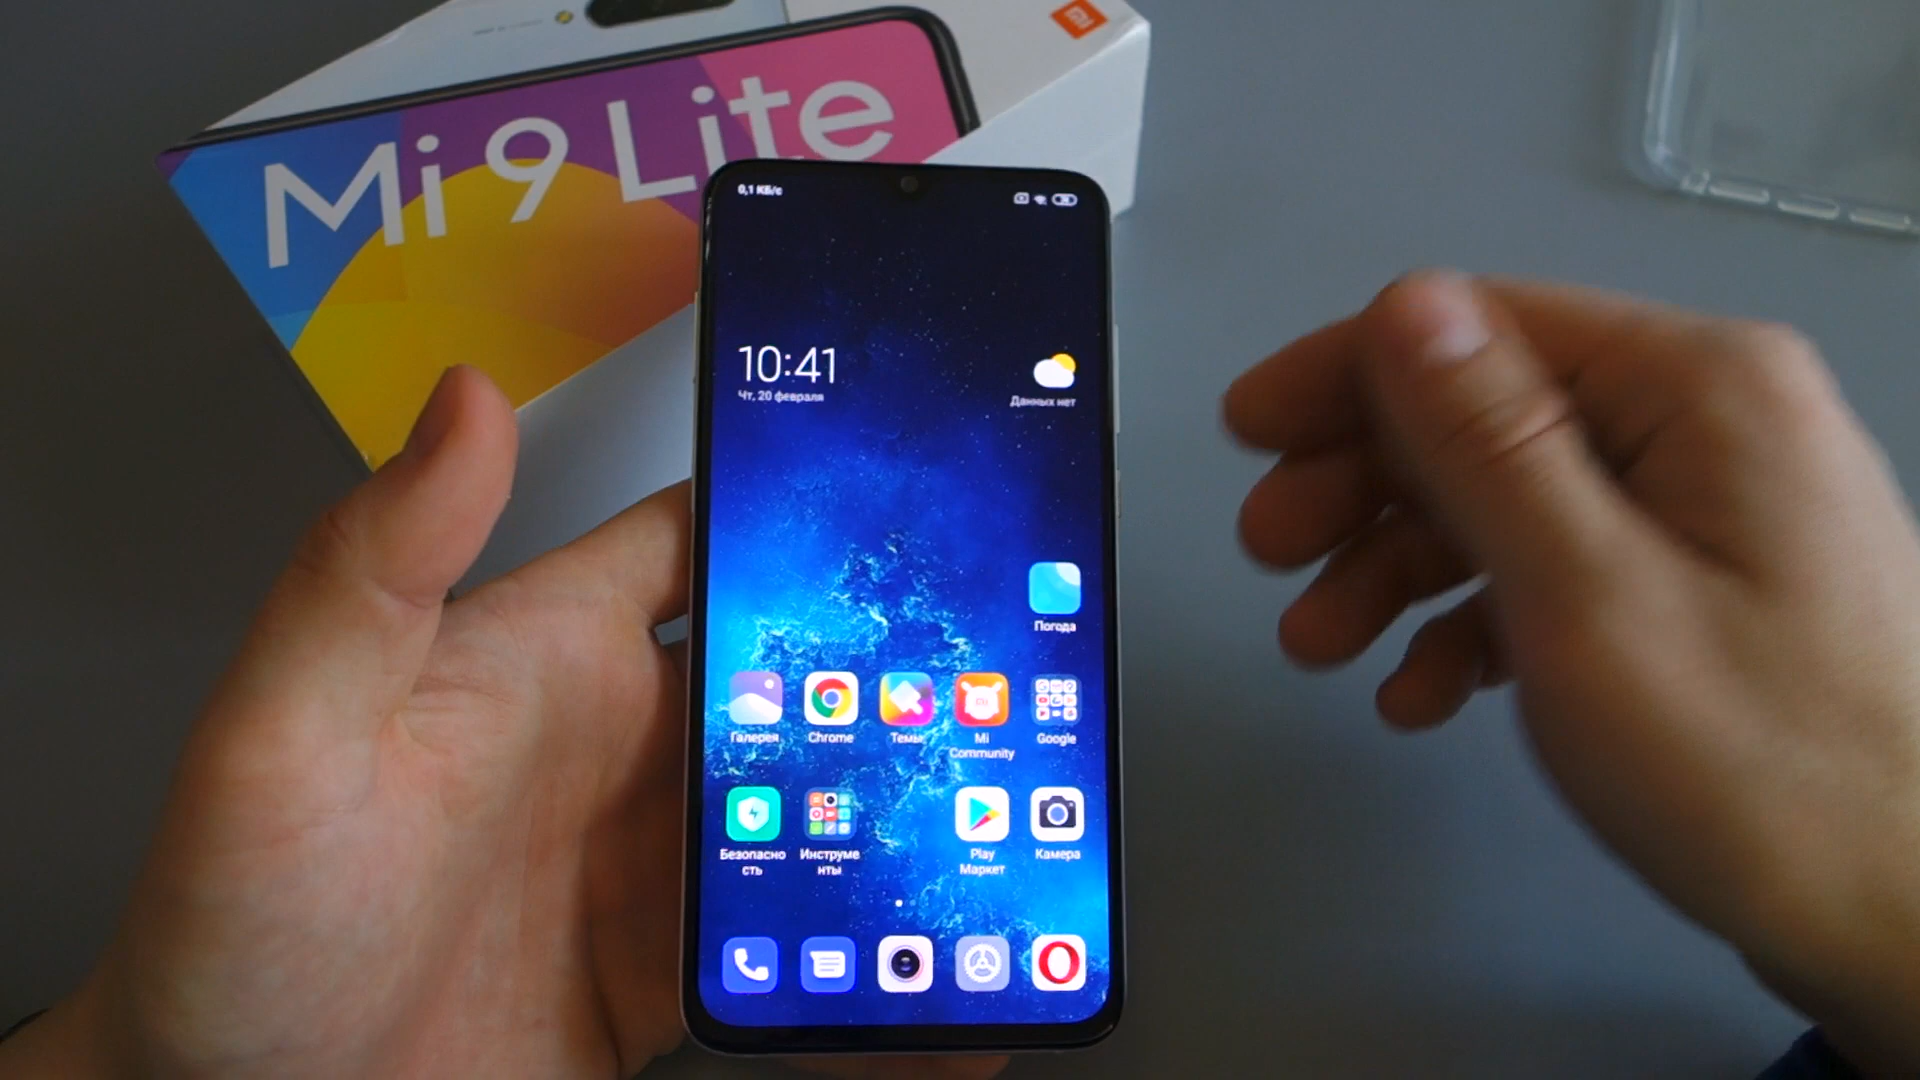 Mi 9 Lite
0,1 КБ/с
10:41
Чт, 20 февраля
Данных нет
Погода
Галерея
Chrome
Темы
Mi
Community
Google
Безопасно
сть
Инструме
нты
Play
Маркет
Камера